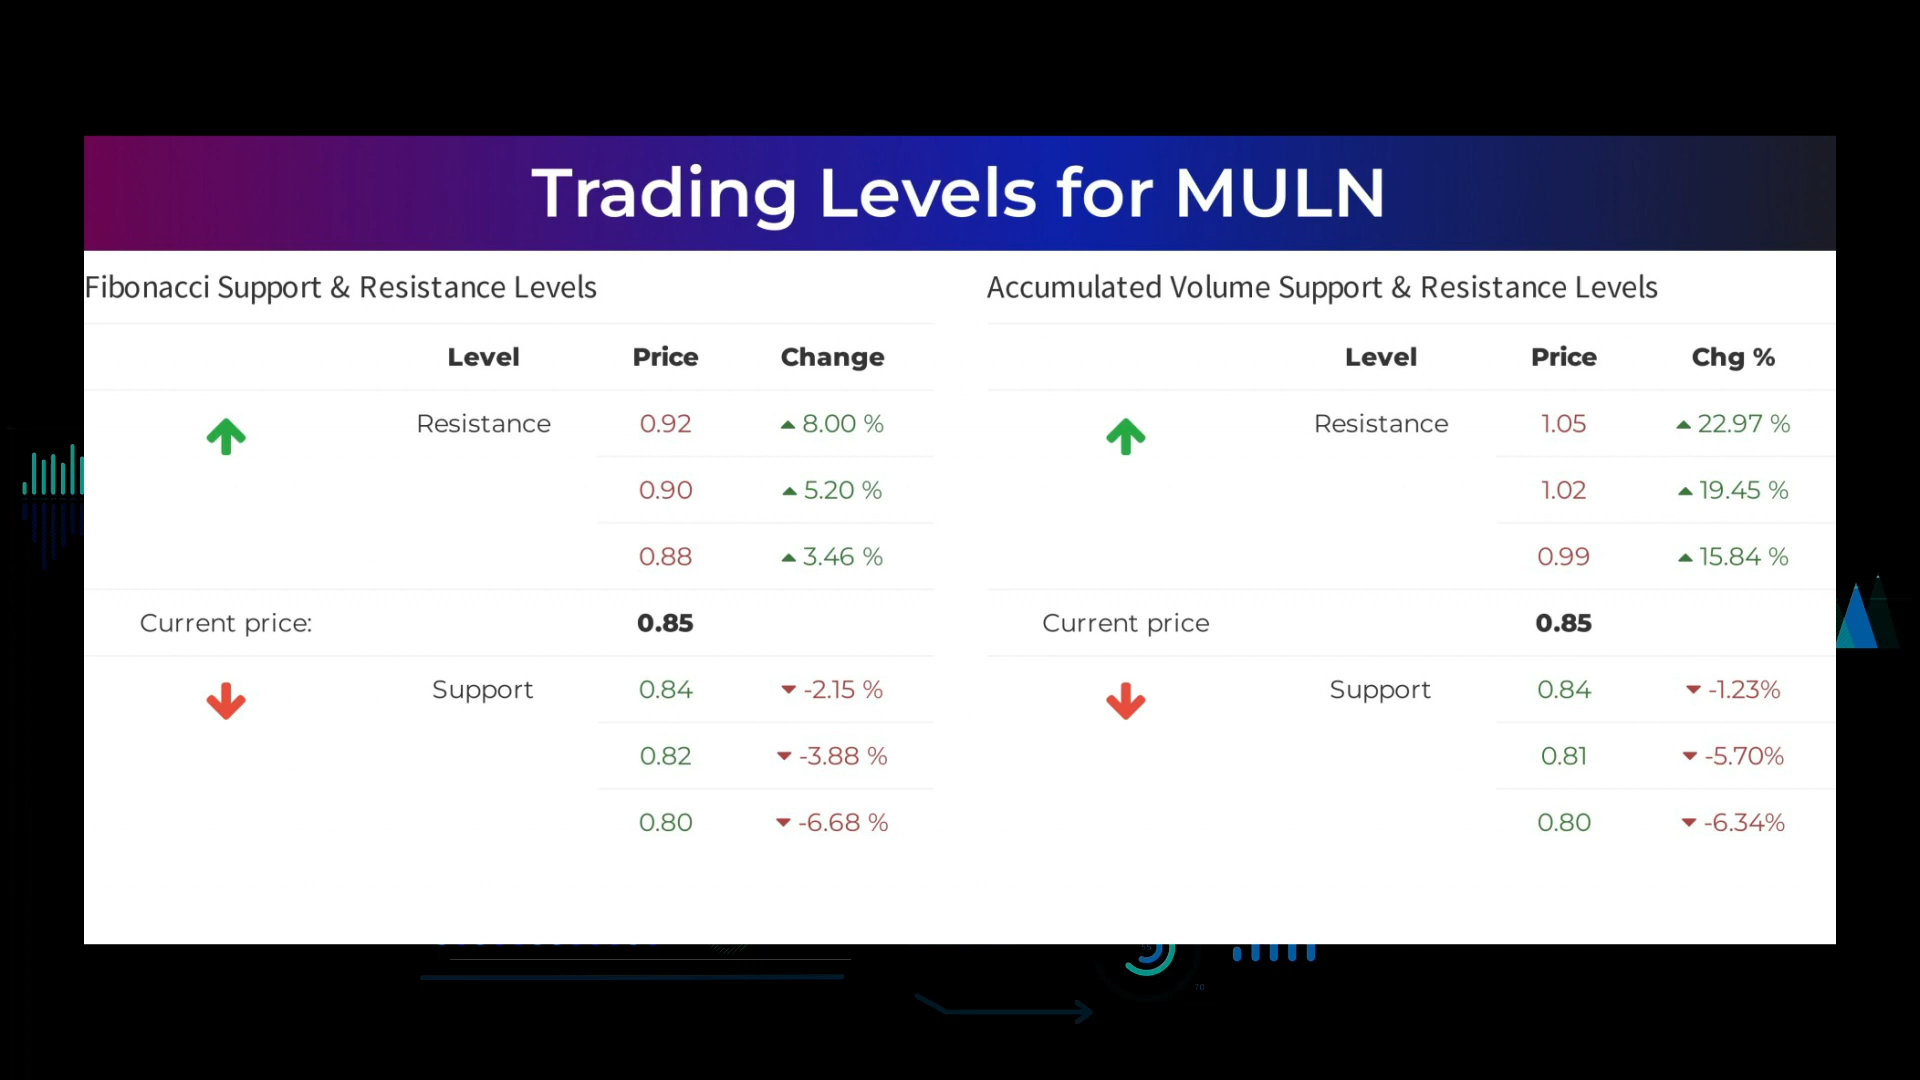 Trading Levels for MULN
Fibonacci Support & Resistance Levels
Level Price Change
Resistance 0.92 8.00 %
0.90 5.20 %
0.88 3.46 %
Current price: 0.85
Support 0.84 -2.15 %
0.82 -3.88 %
0.80 -6.68 %
Accumulated Volume Support & Resistance Levels
Level Price Chg %
Resistance 1.05 22.97 %
1.02 19.45 %
0.99 15.84 %
Current price 0.85
Support 0.84 -1.23%
0.81 -5.70%
0.80 -6.34%